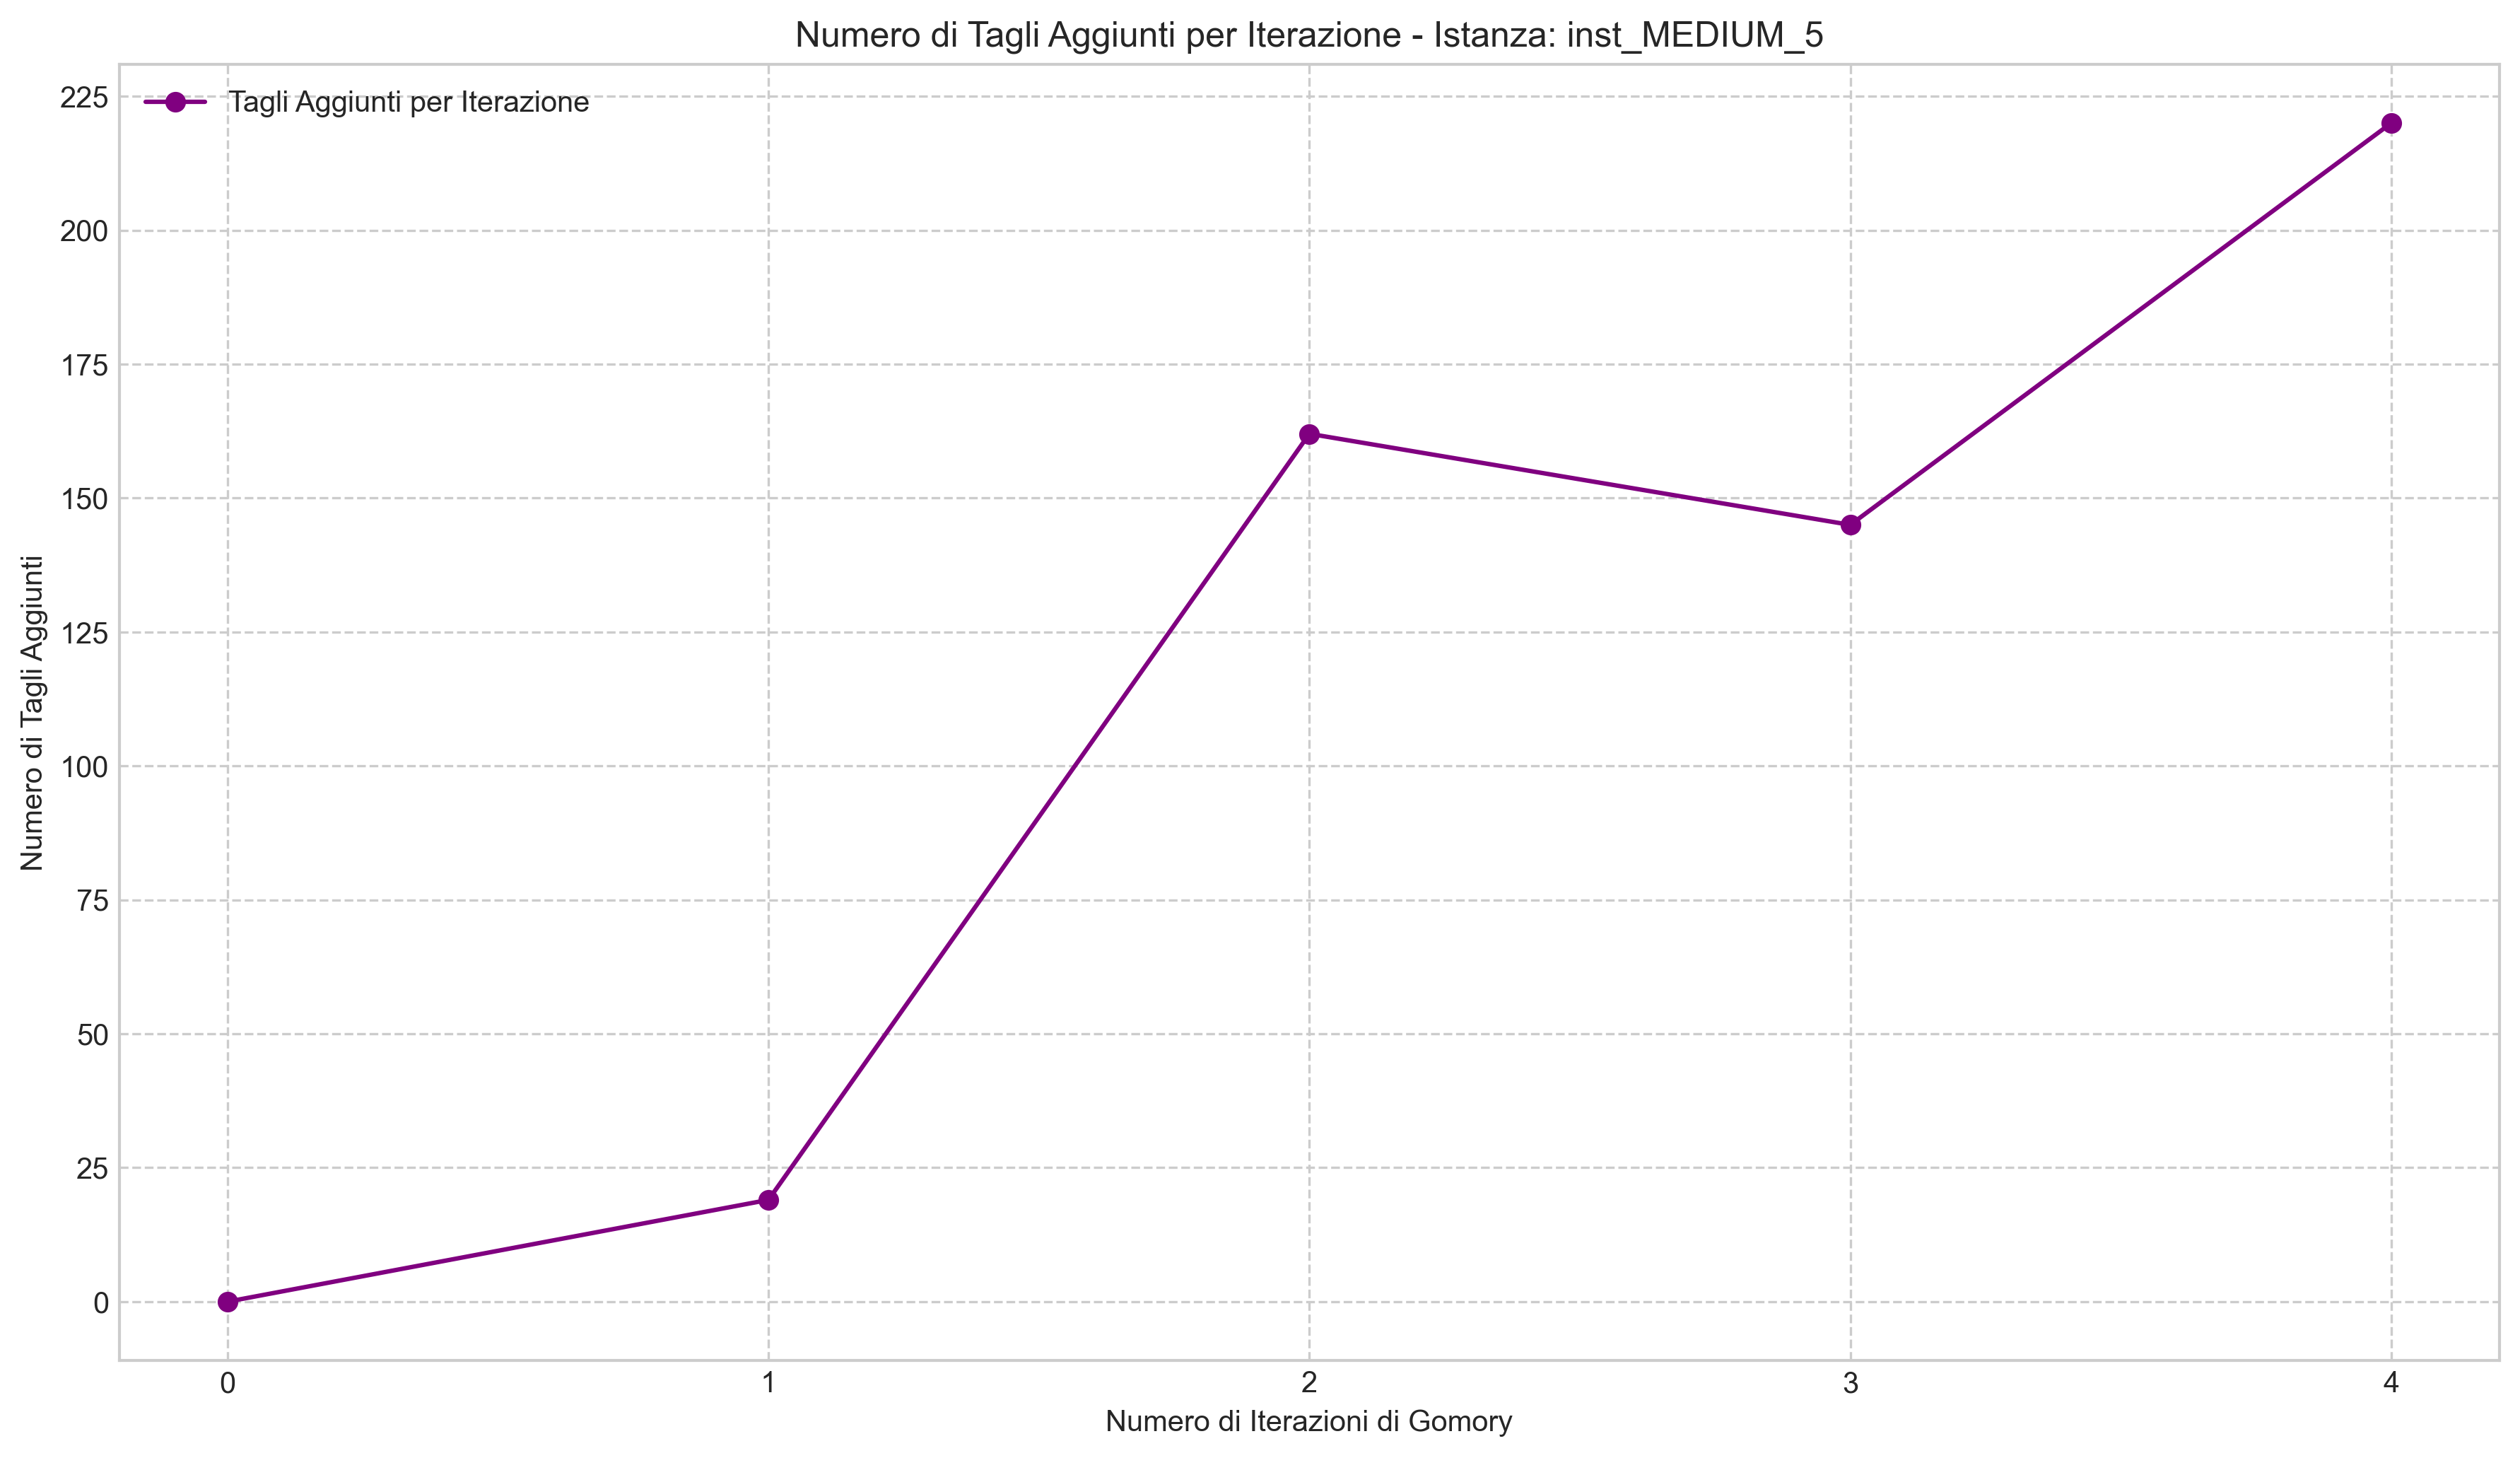 Numero di Tagli Aggiunti per Iterazione - Istanza: inst_MEDIUM_5
Tagli Aggiunti per Iterazione
225
200
175
150
125
100
75
50
25
0
Numero di Tagli Aggiunti
0 1 2 3 4
Numero di Iterazioni di Gomory